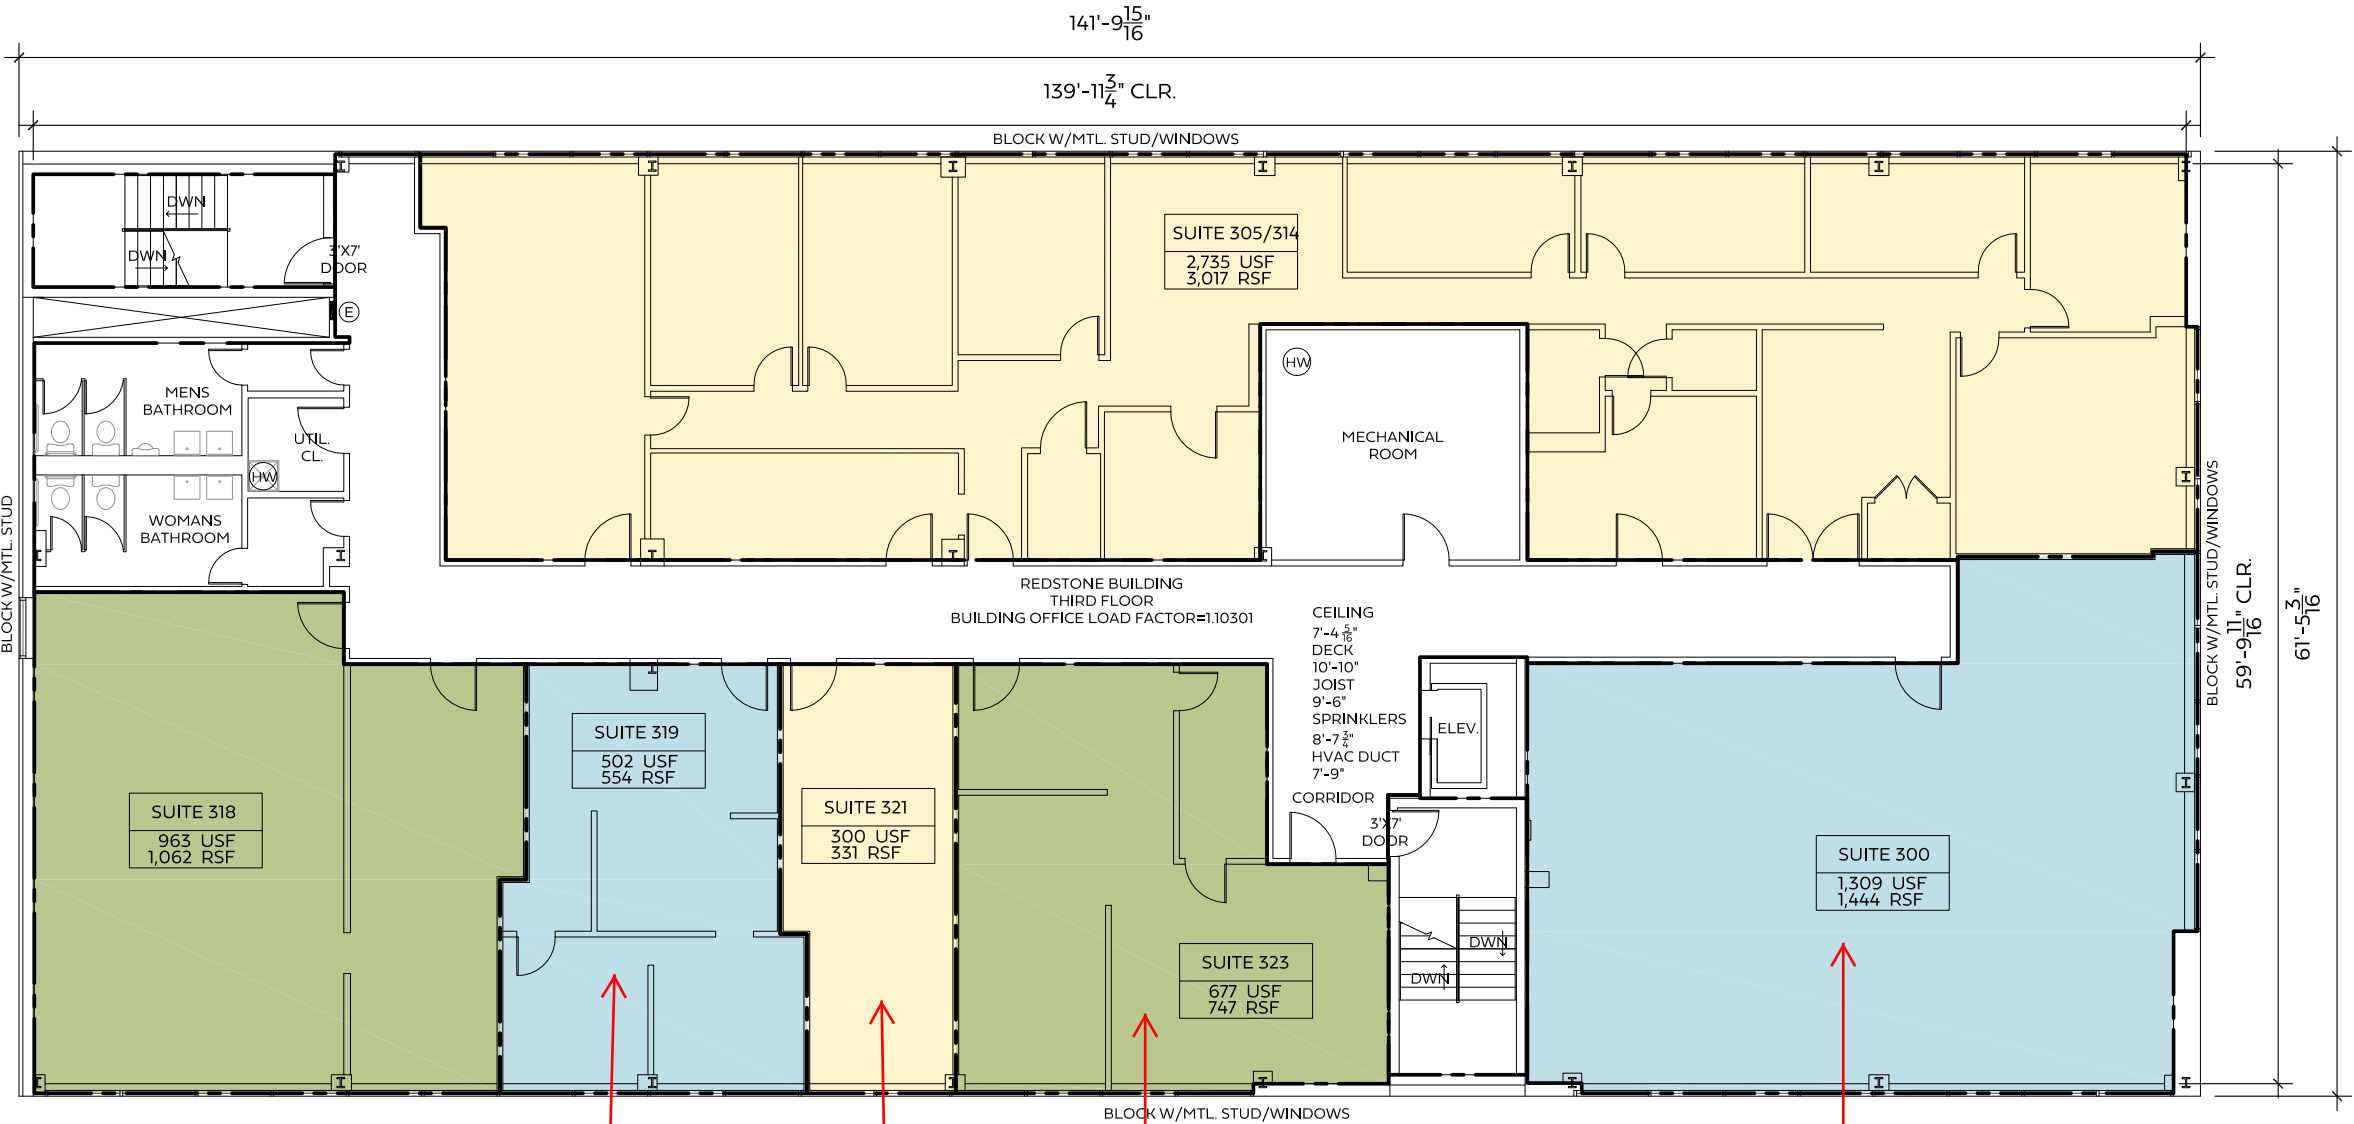 141'-9 15/16"
139'-11 3/4" CLR.
BLOCK W/MTL. STUD/WINDOWS
DWN
DWN
3'X7'
DOOR
E
SUITE 305/314
2,735 USF
3,017 RSF
HW
MENS
BATHROOM
UTIL.
CL.
HW
MECHANICAL
ROOM
WOMANS
BATHROOM
BLOCK W/MTL. STUD
BLOCK W/MTL. STUD/WINDOWS
59'-9 11/16" CLR.
61'-5 3/16"
REDSTONE BUILDING
THIRD FLOOR
BUILDING OFFICE LOAD FACTOR=1.10301
CEILING
7'-4 5/16"
DECK
10'-10"
JOIST
9'-6"
SPRINKLERS
8'-7 3/4"
HVAC DUCT
7'-9"
CORRIDOR
ELEV.
3'X7'
DOOR
SUITE 319
502 USF
554 RSF
SUITE 318
963 USF
1,062 RSF
SUITE 321
300 USF
331 RSF
SUITE 300
1,309 USF
1,444 RSF
SUITE 323
677 USF
747 RSF
DWN
DWN
BLOCK W/MTL. STUD/WINDOWS